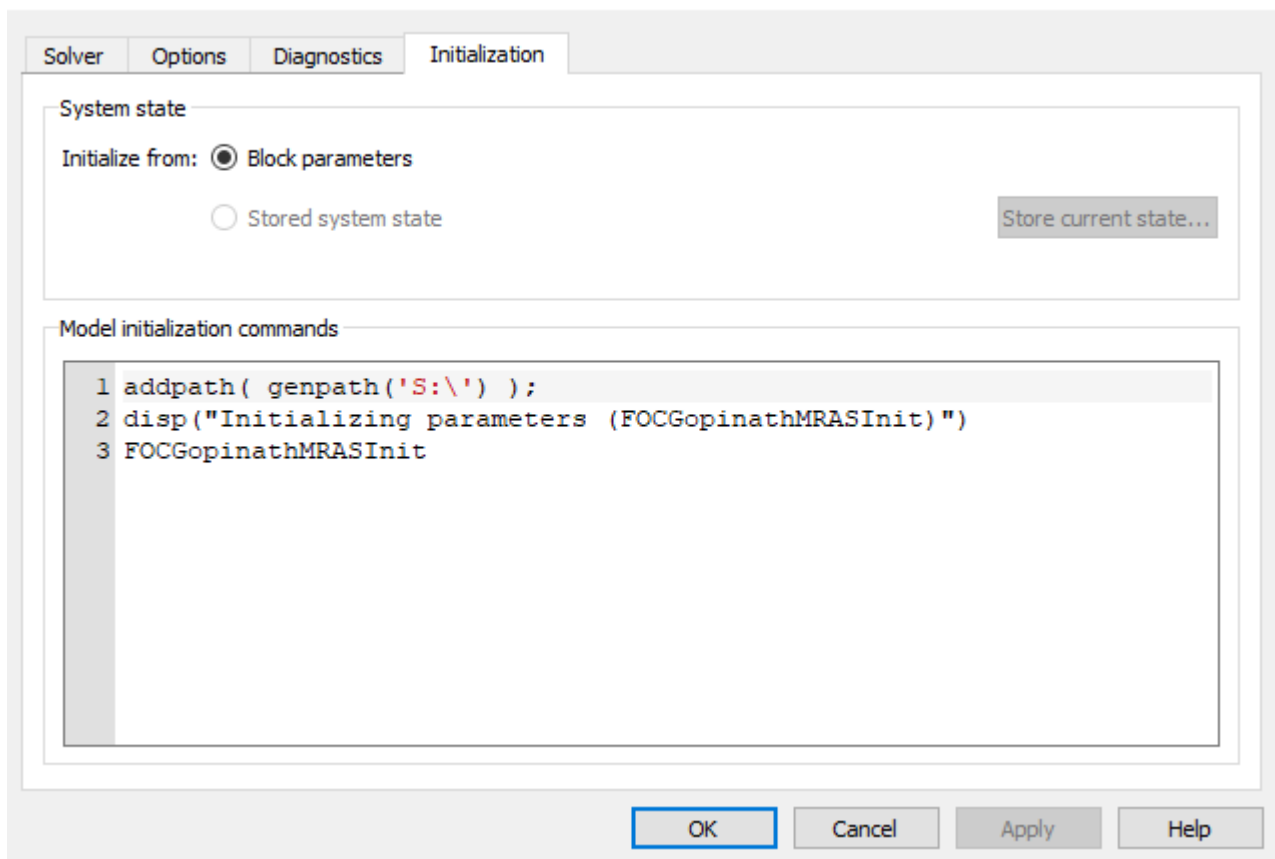 Solver Options Diagnostics Initialization
System state
Initialize from: Block parameters
Stored system state Store current state...
Model initialization commands
1 addpath( genpath('S:\') );
2 disp("Initializing parameters (FOCGopinathMRASInit)")
3 FOCGopinathMRASInit
OK Cancel Apply Help